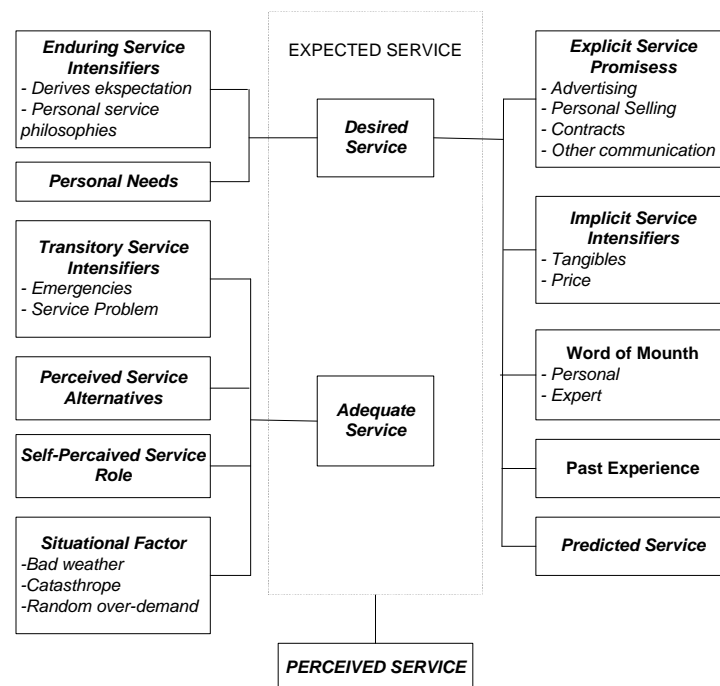 Enduring Service
Intensifiers
- Derives ekspectation
- Personal service
philosophies
Personal Needs
Transitory Service
Intensifiers
- Emergencies
- Service Problem
Perceived Service
Alternatives
Self-Percaived Service
Role
Situational Factor
-Bad weather
-Catasthrope
-Random over-demand
EXPECTED SERVICE
Desired
Service
Adequate
Service
PERCEIVED SERVICE
Explicit Service
Promisess
- Advertising
- Personal Selling
- Contracts
- Other communication
Implicit Service
Intensifiers
- Tangibles
- Price
Word of Mounth
- Personal
- Expert
Past Experience
Predicted Service